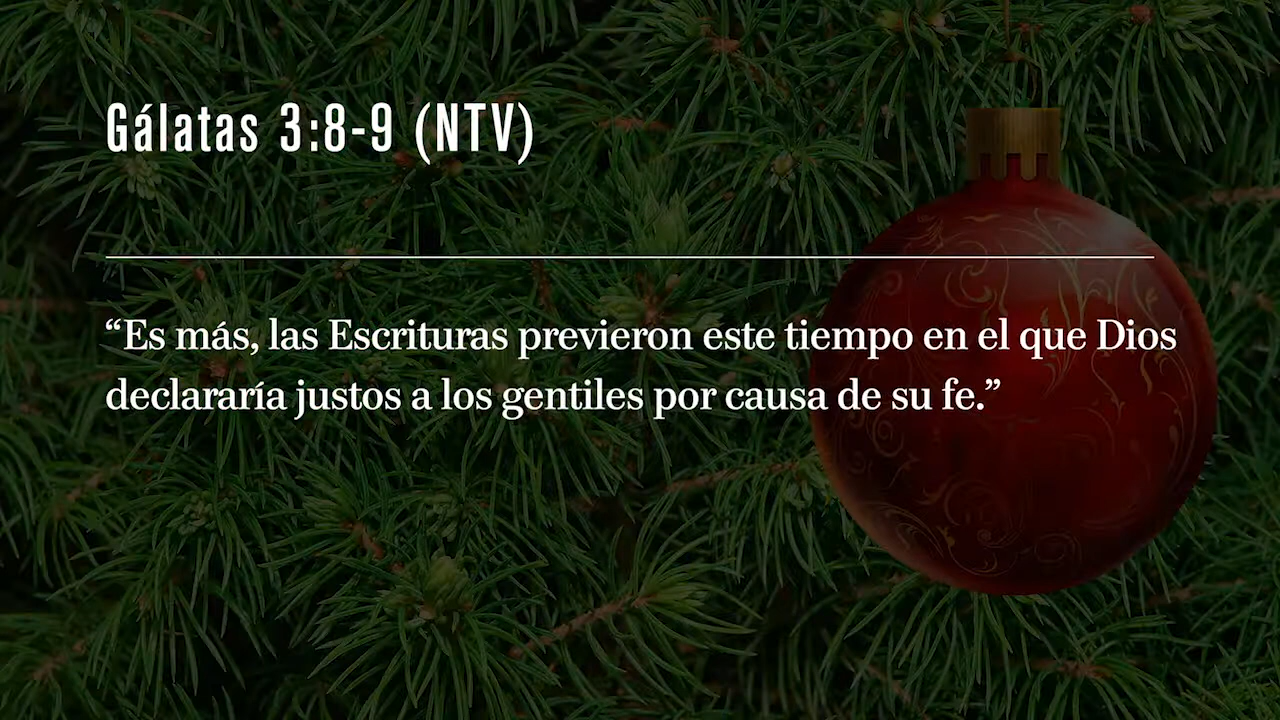 Gálatas 3:8-9 (NTV)
“Es más, las Escrituras previeron este tiempo en el que Dios
declararía justos a los gentiles por causa de su fe.”